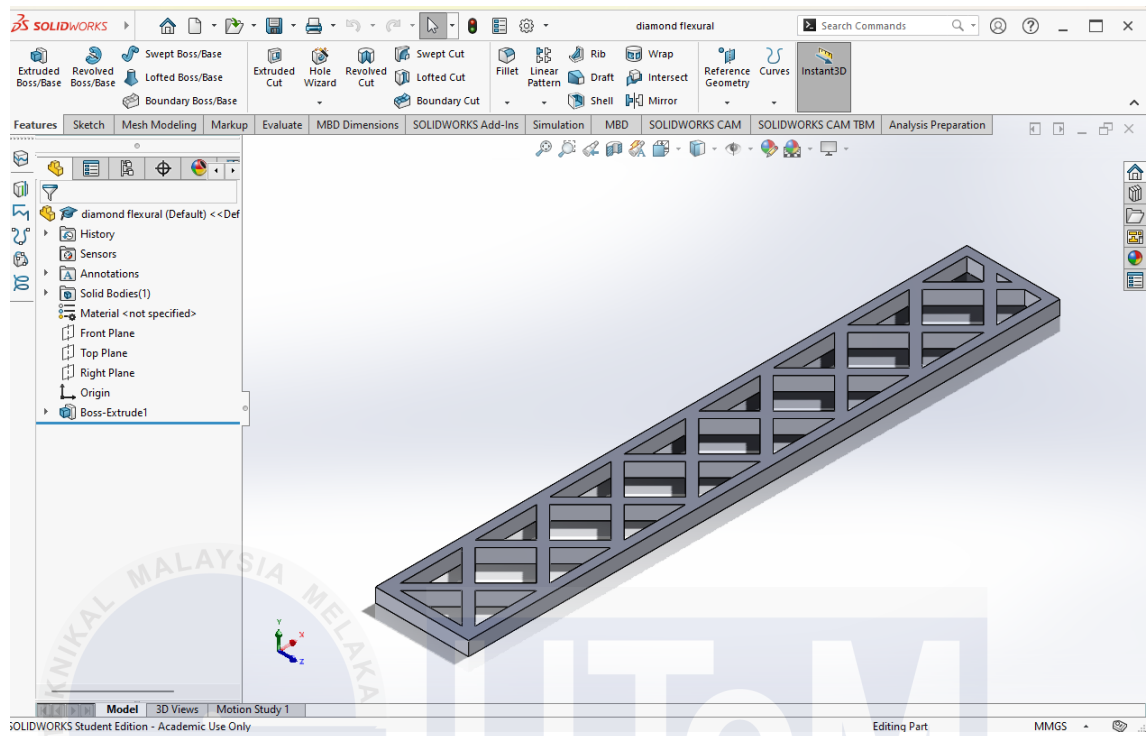 SOLIDWORKS
diamond flexural
Search Commands
Extruded Boss/Base
Revolved Boss/Base
Swept Boss/Base
Lofted Boss/Base
Boundary Boss/Base
Extruded Cut
Hole Wizard
Revolved Cut
Swept Cut
Lofted Cut
Boundary Cut
Fillet
Linear Pattern
Rib
Draft
Shell
Wrap
Intersect
Mirror
Reference Geometry
Curves
Instant3D
Features Sketch Mesh Modeling Markup Evaluate MBD Dimensions SOLIDWORKS Add-Ins Simulation MBD SOLIDWORKS CAM SOLIDWORKS CAM TBM Analysis Preparation
diamond flexural (Default) <<Def
History
Sensors
Annotations
Solid Bodies(1)
Material <not specified>
Front Plane
Top Plane
Right Plane
Origin
Boss-Extrude1
KNIKAL MALAYSIA MELAKA
UTeM
Y
X
Z
Model 3D Views Motion Study 1
SOLIDWORKS Student Edition - Academic Use Only
Editing Part
MMGS